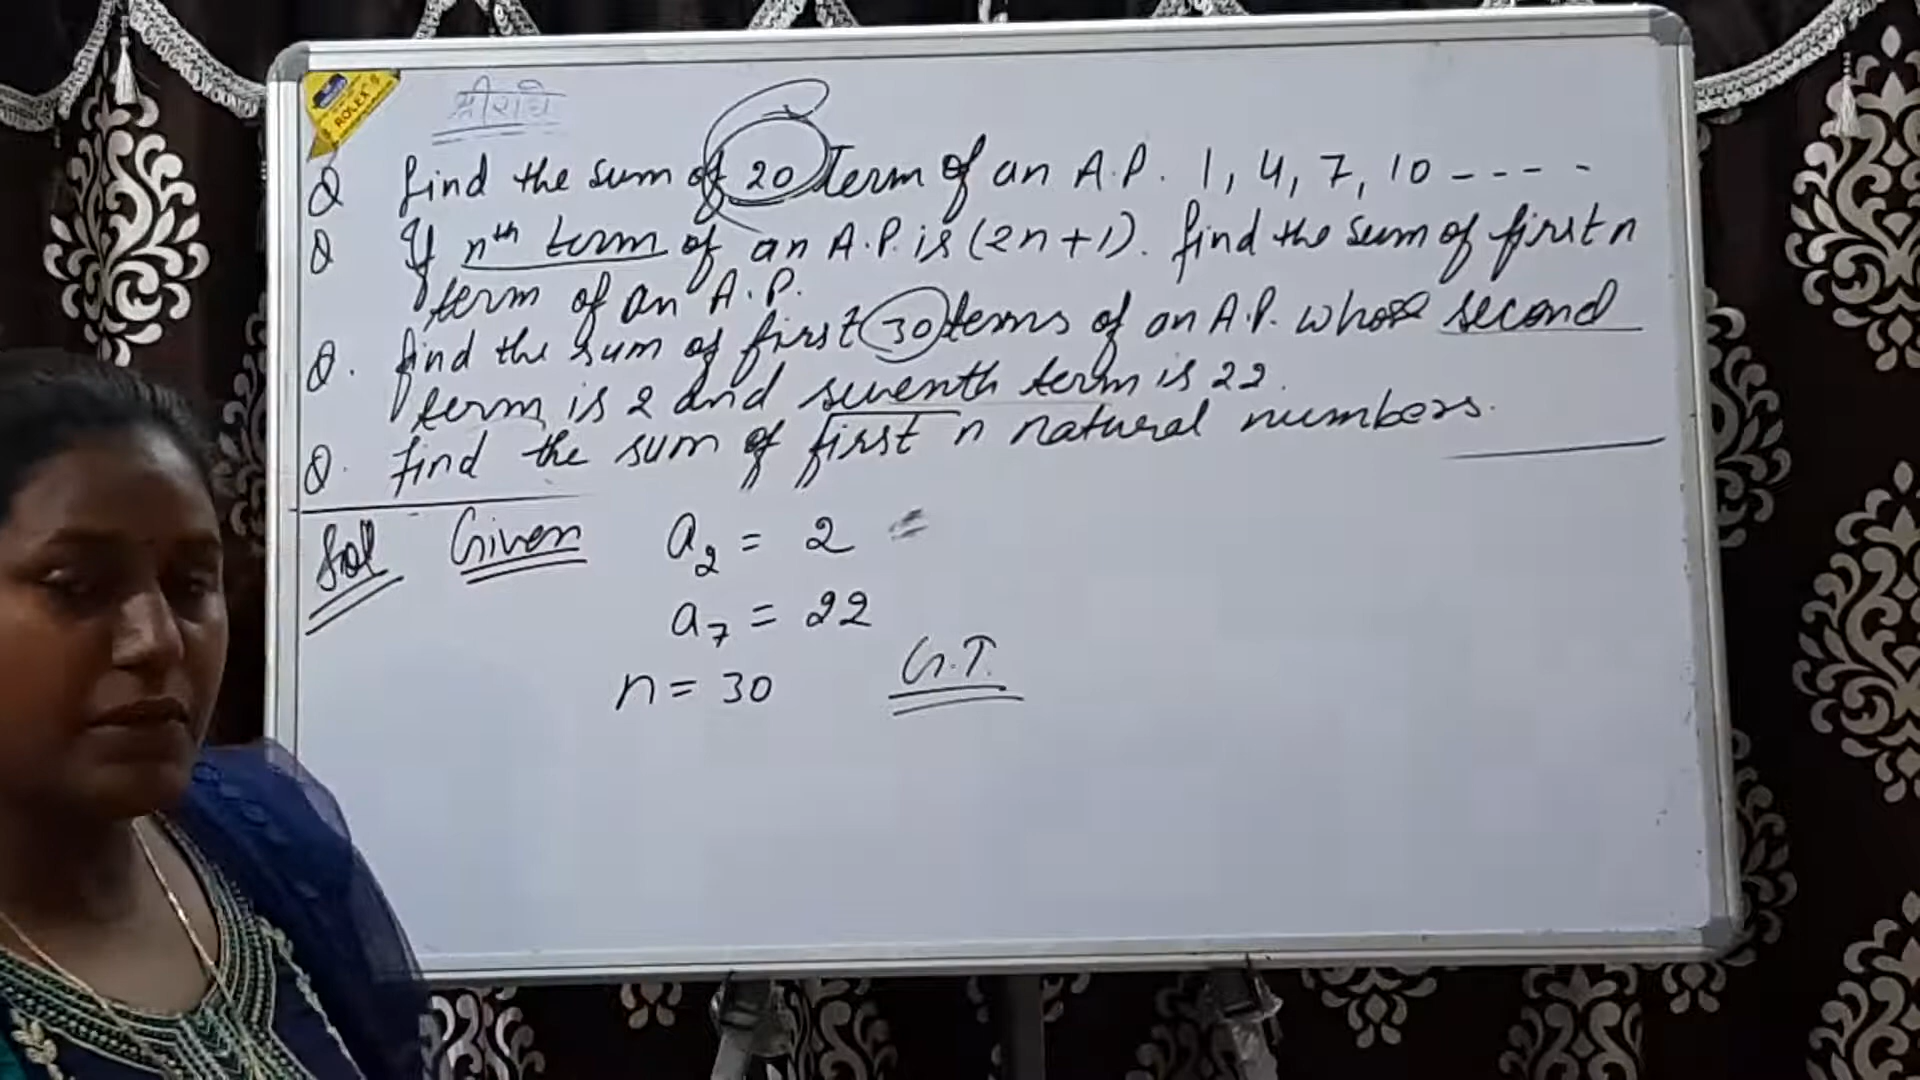 श्रीराधे
ROLEX
Q find the sum of 20 term of an A.P. 1, 4, 7, 10 - - - -
Q If nth term of an A.P. is (2n+1). find the sum of first n
term of an A.P.
Q. find the sum of first 30 terms of an A.P. whose second
term is 2 and seventh term is 22.
Q. find the sum of first n natural numbers.
Sol Given a₂ = 2 =
a₇ = 22
n = 30 G.T.